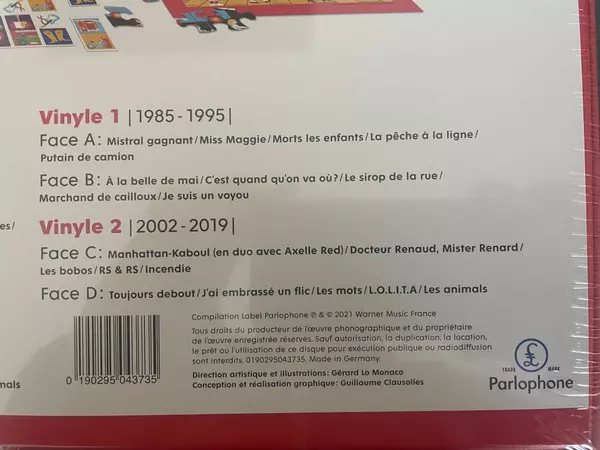 Vinyle 1 |1985-1995|
Face A: Mistral gagnant/Miss Maggie/Morts les enfants/La pêche à la ligne/
Putain de camion
Face B: À la belle de mai/C'est quand qu'on va où?/Le sirop de la rue/
Marchand de cailloux/Je suis un voyou
Vinyle 2 |2002-2019|
es/
Face C: Manhattan-Kaboul (en duo avec Axelle Red)/Docteur Renaud, Mister Renard/
Les bobos/RS & RS/Incendie
Face D: Toujours debout/J'ai embrassé un flic/Les mots/L.O.L.I.T.A/Les animals
Compilation Label Parlophone ℗ & © 2021 Warner Music France
Tous droits du producteur de l'œuvre phonographique et du propriétaire
de l'œuvre enregistrée réservés. Sauf autorisation, la duplication, la location,
le prêt ou l'utilisation de ce disque pour exécution publique ou radiodiffusion
sont interdits. 0190295043735. Made in Germany.
Direction artistique et illustrations: Gérard Lo Monaco
Conception et réalisation graphique: Guillaume Clausolles
mals
0 190295 043735
£
TRADE MARK
Parlophone